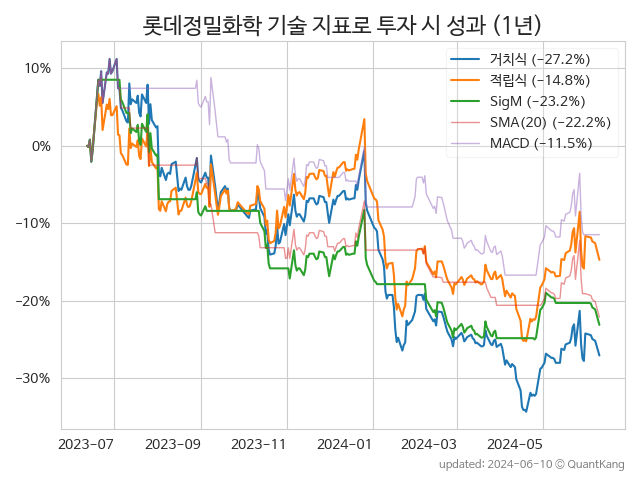 롯데정밀화학 기술 지표로 투자 시 성과 (1년)
거치식 (−27.2%)
적립식 (−14.8%)
SigM (−23.2%)
SMA(20) (−22.2%)
MACD (−11.5%)
10%
0%
−10%
−20%
−30%
2023-07 2023-09 2023-11 2024-01 2024-03 2024-05
updated: 2024-06-10 © QuantKang